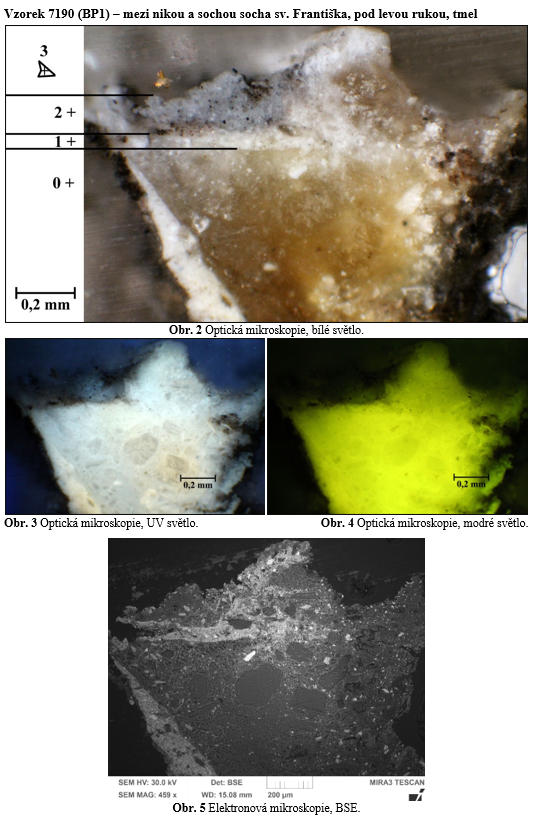 Vzorek 7190 (BP1) – mezi nikou a sochou socha sv. Františka, pod levou rukou, tmel
3
2 +
1 +
0 +
0,2 mm
Obr. 2 Optická mikroskopie, bílé světlo.
0,2 mm
0,2 mm
Obr. 3 Optická mikroskopie, UV světlo.
Obr. 4 Optická mikroskopie, modré světlo.
SEM HV: 30.0 kV Det: BSE MIRA3 TESCAN
SEM MAG: 459 x WD: 15.08 mm 200 µm
Obr. 5 Elektronová mikroskopie, BSE.